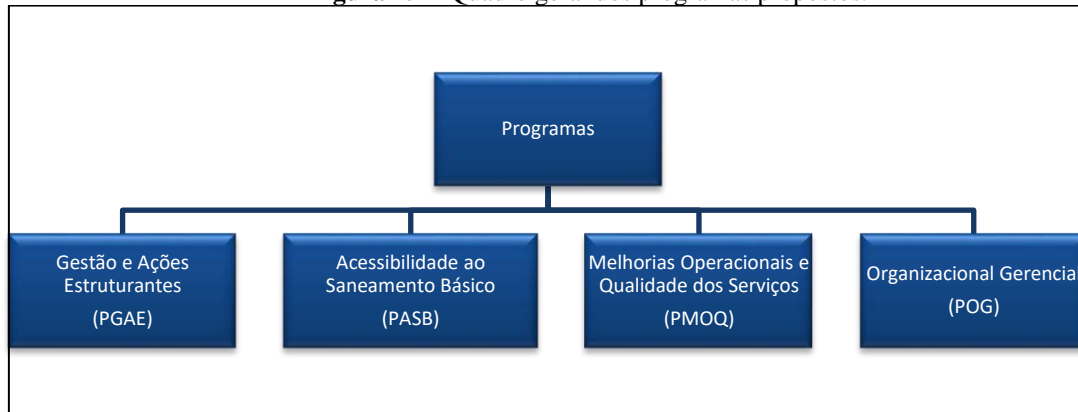 Programas
Gestão e Ações
Estruturantes
(PGAE)
Acessibilidade ao
Saneamento Básico
(PASB)
Melhorias Operacionais e
Qualidade dos Serviços
(PMOQ)
Organizacional Gerencial
(POG)